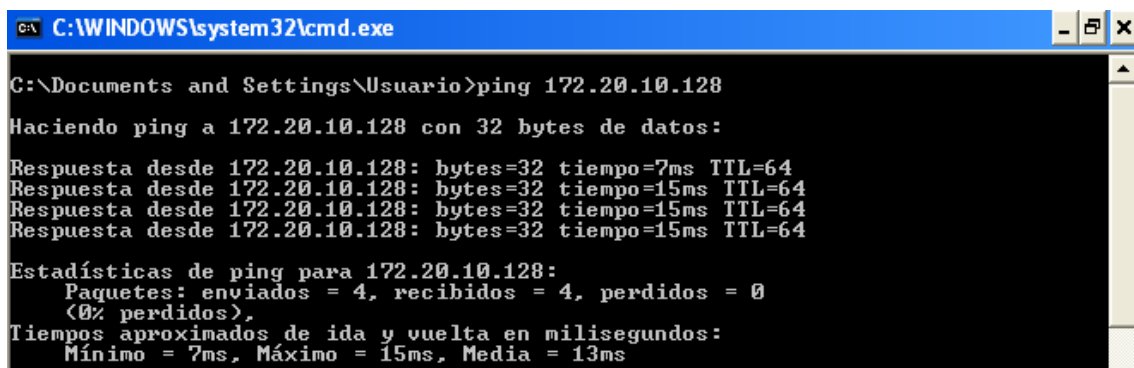 C:\WINDOWS\system32\cmd.exe
C:\Documents and Settings\Usuario>ping 172.20.10.128
Haciendo ping a 172.20.10.128 con 32 bytes de datos:
Respuesta desde 172.20.10.128: bytes=32 tiempo=7ms TTL=64
Respuesta desde 172.20.10.128: bytes=32 tiempo=15ms TTL=64
Respuesta desde 172.20.10.128: bytes=32 tiempo=15ms TTL=64
Respuesta desde 172.20.10.128: bytes=32 tiempo=15ms TTL=64
Estadísticas de ping para 172.20.10.128:
Paquetes: enviados = 4, recibidos = 4, perdidos = 0
(0% perdidos),
Tiempos aproximados de ida y vuelta en milisegundos:
Mínimo = 7ms, Máximo = 15ms, Media = 13ms